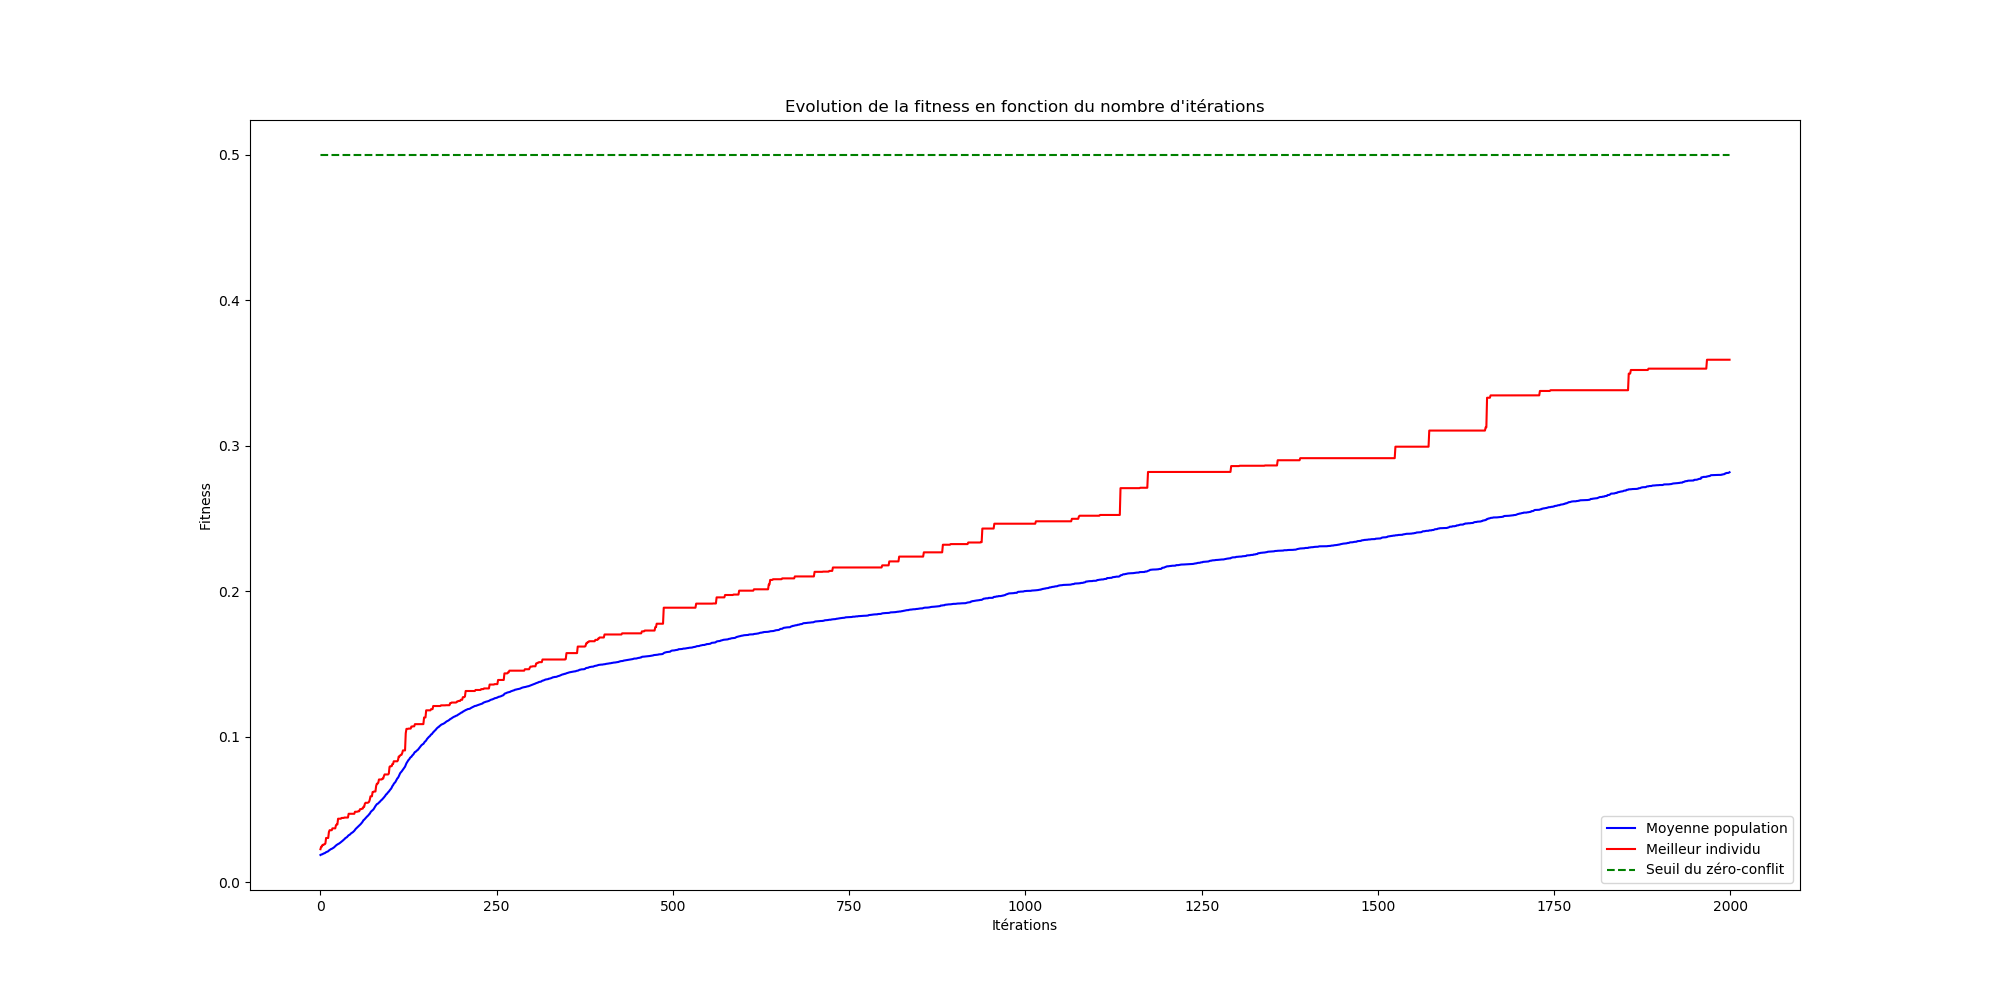 Evolution de la fitness en fonction du nombre d'itérations
0.5
0.4
0.3
0.2
0.1
0.0
Fitness
0 250 500 750 1000 1250 1500 1750 2000
Itérations
Moyenne population
Meilleur individu
Seuil du zéro-conflit